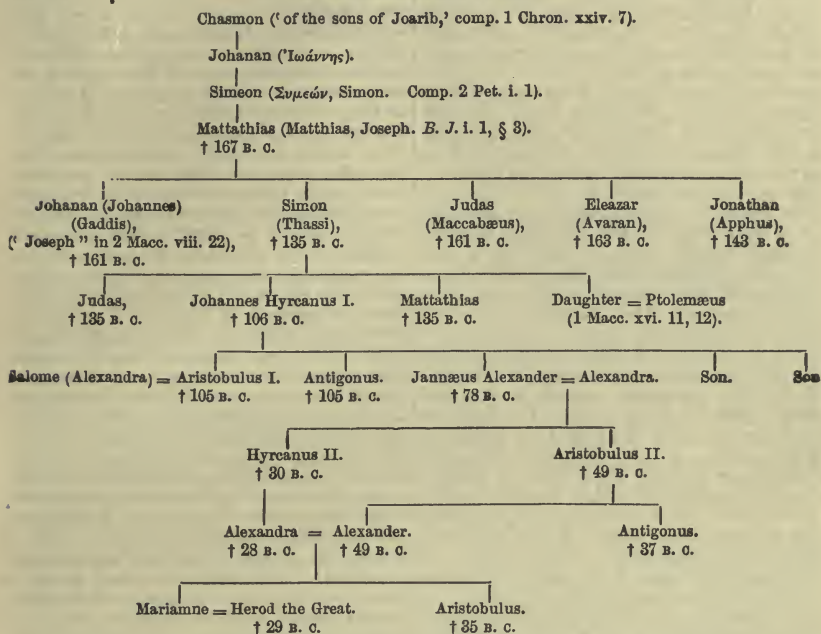 Chasmon (‘ of the sons of Joarib,’ comp. 1 Chron. xxiv. 7).
Johanan (Ἰωάννης).
Simeon (Συμεών, Simon. Comp. 2 Pet. i. 1).
Mattathias (Matthias, Joseph. B. J. i. 1, § 3).
† 167 B. C.
Johanan (Johannes) Simon Judas Eleazar Jonathan
(Gaddis), (Thassi), (Maccabæus), (Avaran), (Apphus),
(‘ Joseph ” in 2 Macc. viii. 22), † 135 B. C. † 161 B. C. † 163 B. C. † 143 B. C.
† 161 B. C.
Judas, Johannes Hyrcanus I. Mattathias Daughter = Ptolemæus
† 135 B. C. † 106 B. C. † 135 B. C. (1 Macc. xvi. 11, 12).
Salome (Alexandra) = Aristobulus I. Antigonus. Jannæus Alexander = Alexandra. Son. Son
† 105 B. C. † 105 B. C. † 78 B. C.
Hyrcanus II. Aristobulus II.
† 30 B. C. † 49 B. C.
Alexandra = Alexander. Antigonus.
† 28 B. C. † 49 B. C. † 37 B. C.
Mariamne = Herod the Great. Aristobulus.
† 29 B. C. † 35 B. C.